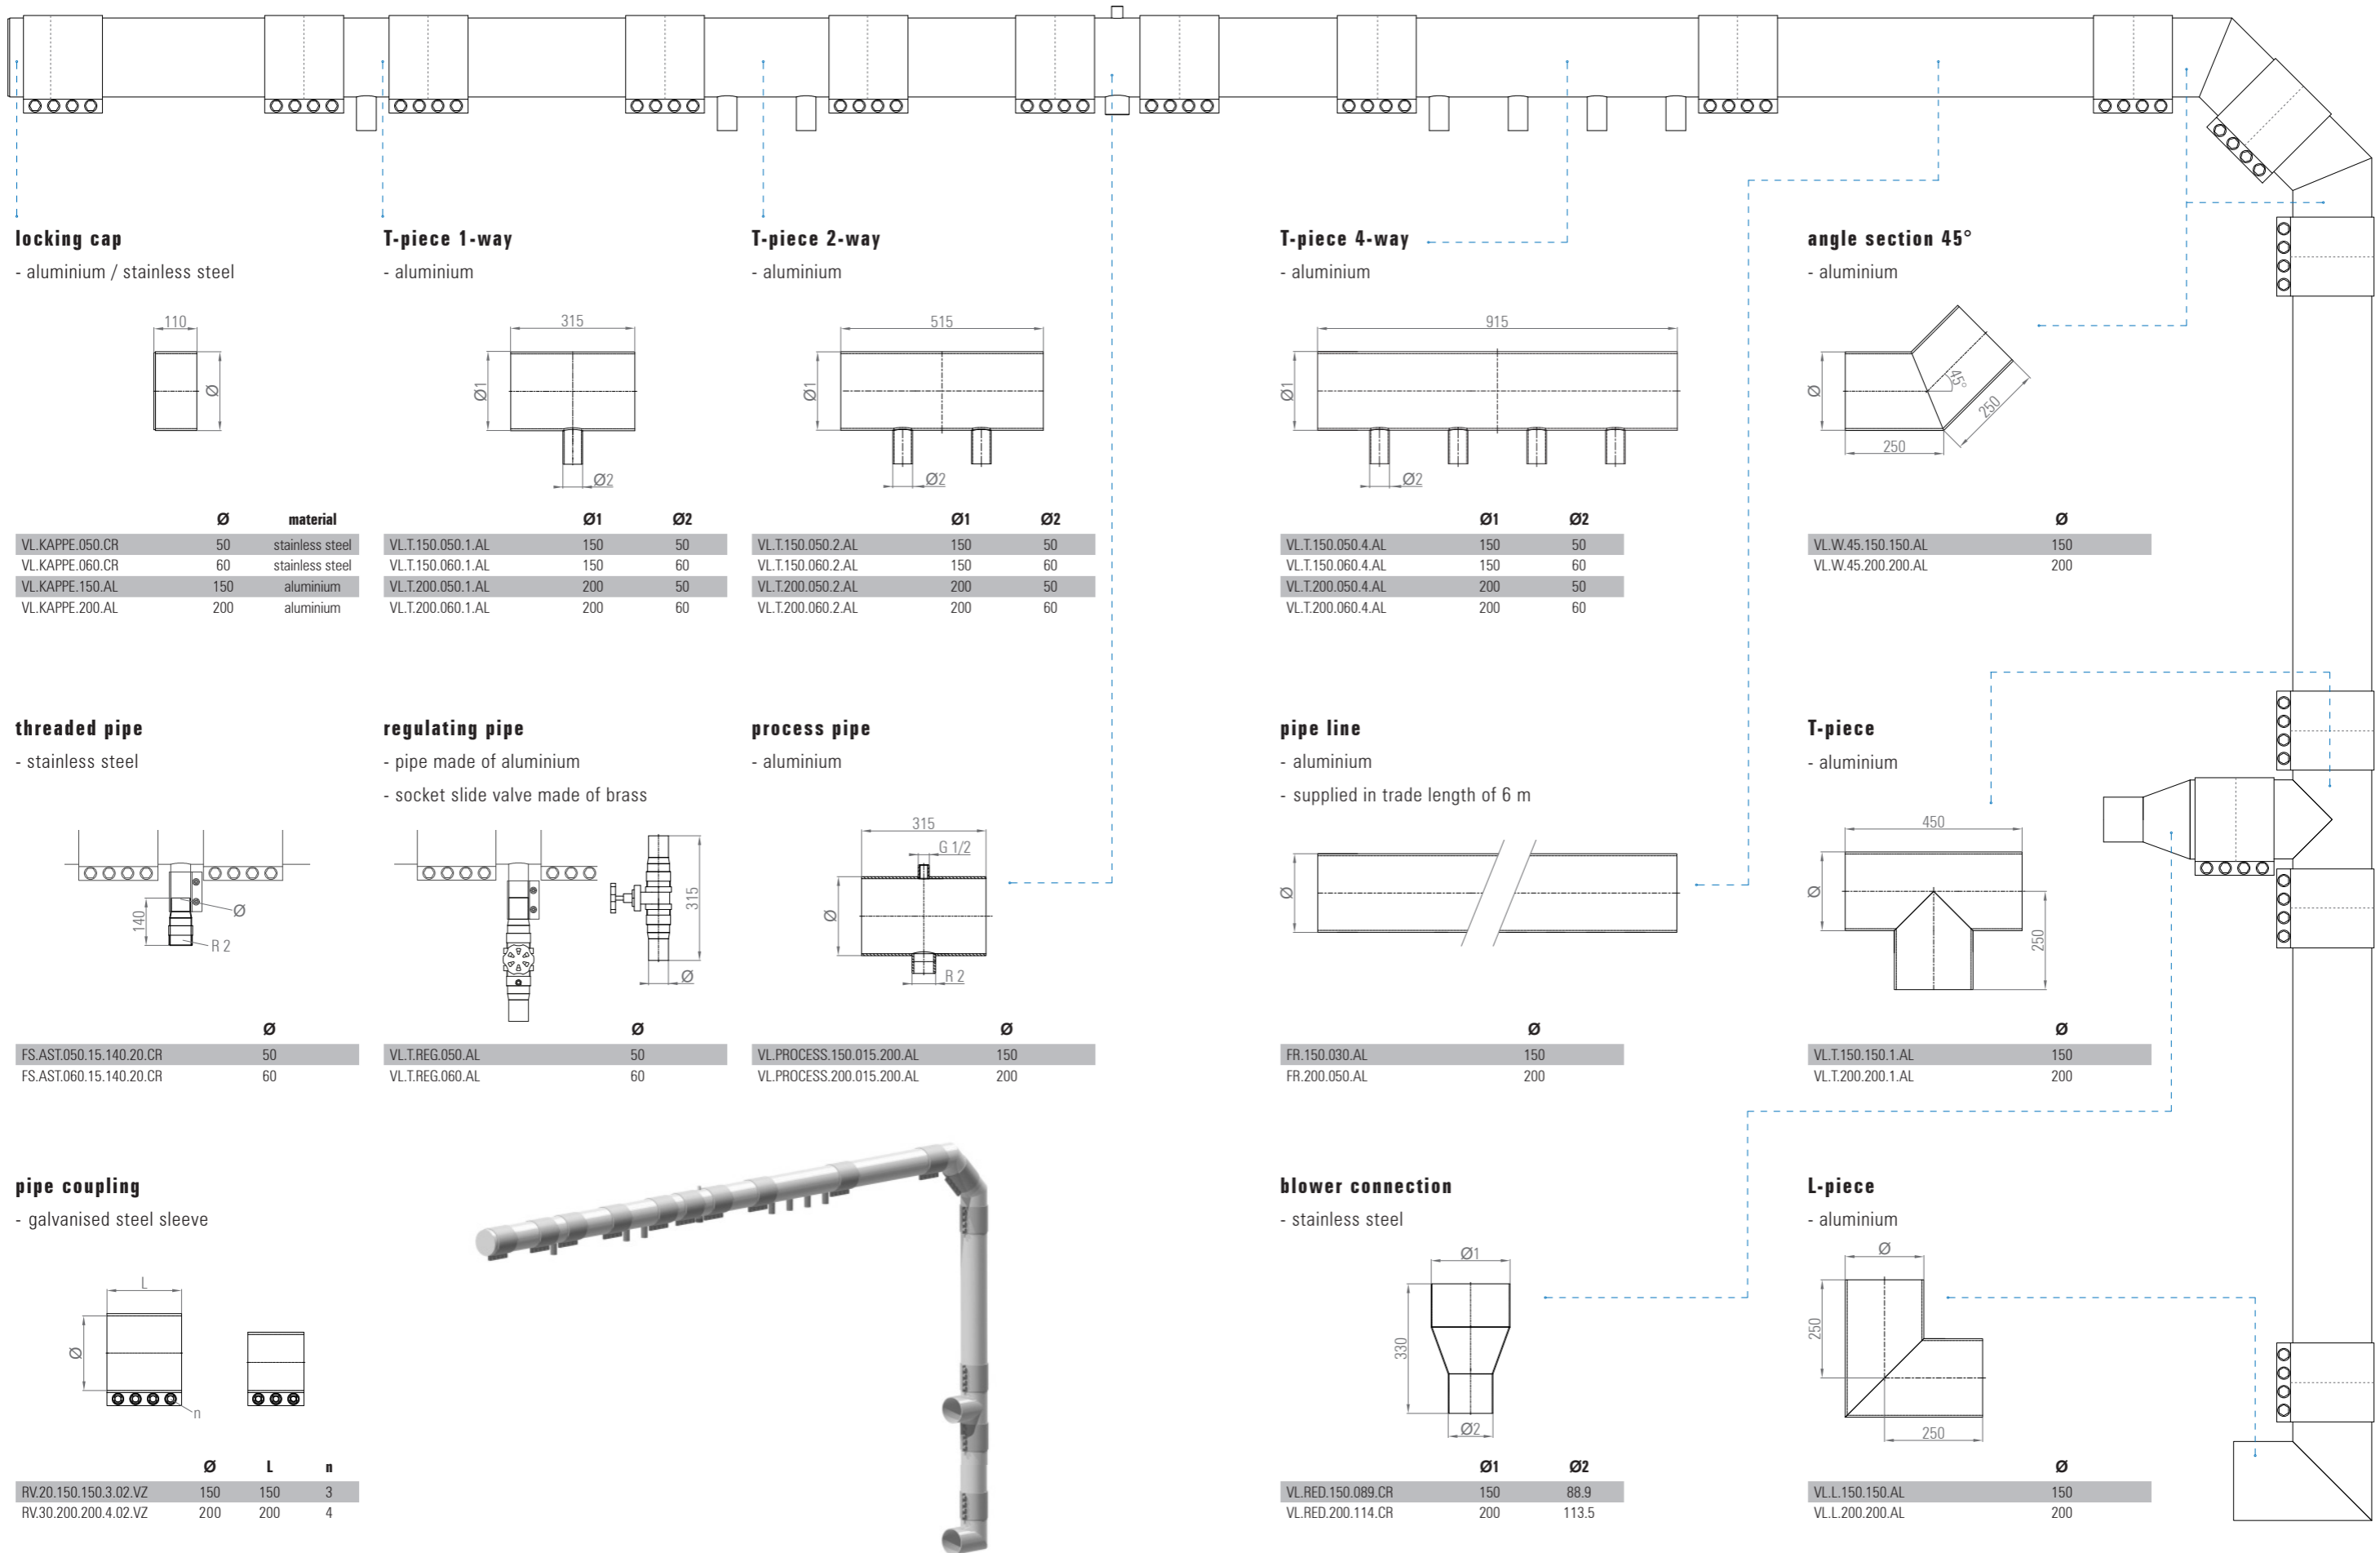 locking cap
- aluminium / stainless steel
110
Ø
Ø material
VL.KAPPE.050.CR 50 stainless steel
VL.KAPPE.060.CR 60 stainless steel
VL.KAPPE.150.AL 150 aluminium
VL.KAPPE.200.AL 200 aluminium
T-piece 1-way
- aluminium
315
Ø1
Ø2
Ø1 Ø2
VL.T.150.050.1.AL 150 50
VL.T.150.060.1.AL 150 60
VL.T.200.050.1.AL 200 50
VL.T.200.060.1.AL 200 60
T-piece 2-way
- aluminium
515
Ø1
Ø2
Ø1 Ø2
VL.T.150.050.2.AL 150 50
VL.T.150.060.2.AL 150 60
VL.T.200.050.2.AL 200 50
VL.T.200.060.2.AL 200 60
T-piece 4-way
- aluminium
915
Ø1
Ø2
Ø1 Ø2
VL.T.150.050.4.AL 150 50
VL.T.150.060.4.AL 150 60
VL.T.200.050.4.AL 200 50
VL.T.200.060.4.AL 200 60
angle section 45°
- aluminium
Ø
45°
250
250
Ø
VL.W.45.150.150.AL 150
VL.W.45.200.200.AL 200
threaded pipe
- stainless steel
140
Ø
R 2
Ø
FS.AST.050.15.140.20.CR 50
FS.AST.060.15.140.20.CR 60
regulating pipe
- pipe made of aluminium
- socket slide valve made of brass
315
Ø
Ø
VL.T.REG.050.AL 50
VL.T.REG.060.AL 60
process pipe
- aluminium
315
G 1/2
Ø
R 2
Ø
VL.PROCESS.150.015.200.AL 150
VL.PROCESS.200.015.200.AL 200
pipe line
- aluminium
- supplied in trade length of 6 m
Ø
Ø
FR.150.030.AL 150
FR.200.050.AL 200
T-piece
- aluminium
450
Ø
250
Ø
VL.T.150.150.1.AL 150
VL.T.200.200.1.AL 200
pipe coupling
- galvanised steel sleeve
L
Ø
n
Ø L n
RV.20.150.150.3.02.VZ 150 150 3
RV.30.200.200.4.02.VZ 200 200 4
blower connection
- stainless steel
Ø1
330
Ø2
Ø1 Ø2
VL.RED.150.089.CR 150 88.9
VL.RED.200.114.CR 200 113.5
L-piece
- aluminium
Ø
250
250
Ø
VL.L.150.150.AL 150
VL.L.200.200.AL 200